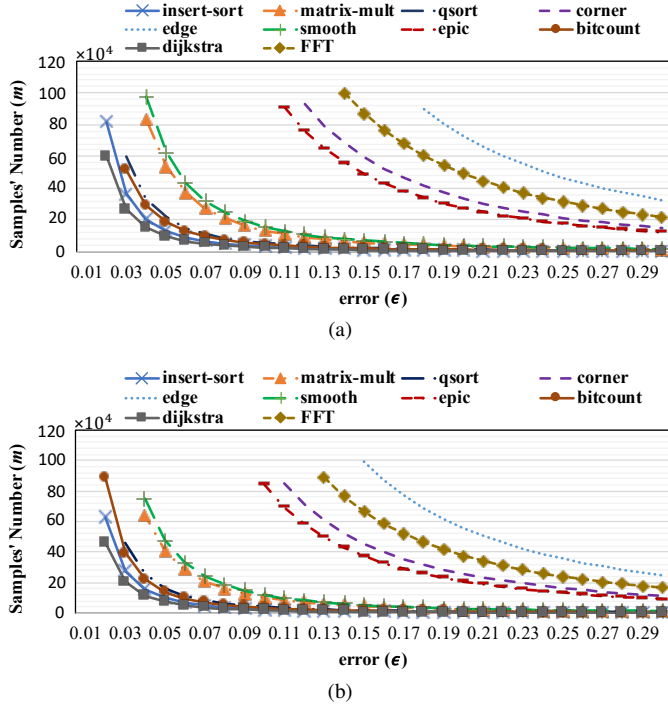 insert-sort matrix-mult qsort corner
edge smooth epic bitcount
dijkstra FFT
×10⁴
120
100
80
60
40
20
0
Samples' Number (m)
0.01 0.03 0.05 0.07 0.09 0.11 0.13 0.15 0.17 0.19 0.21 0.23 0.25 0.27 0.29
error (ϵ)
(a)
insert-sort matrix-mult qsort corner
edge smooth epic bitcount
dijkstra FFT
×10⁴
120
100
80
60
40
20
0
Samples' Number (m)
0.01 0.03 0.05 0.07 0.09 0.11 0.13 0.15 0.17 0.19 0.21 0.23 0.25 0.27 0.29
error (ϵ)
(b)